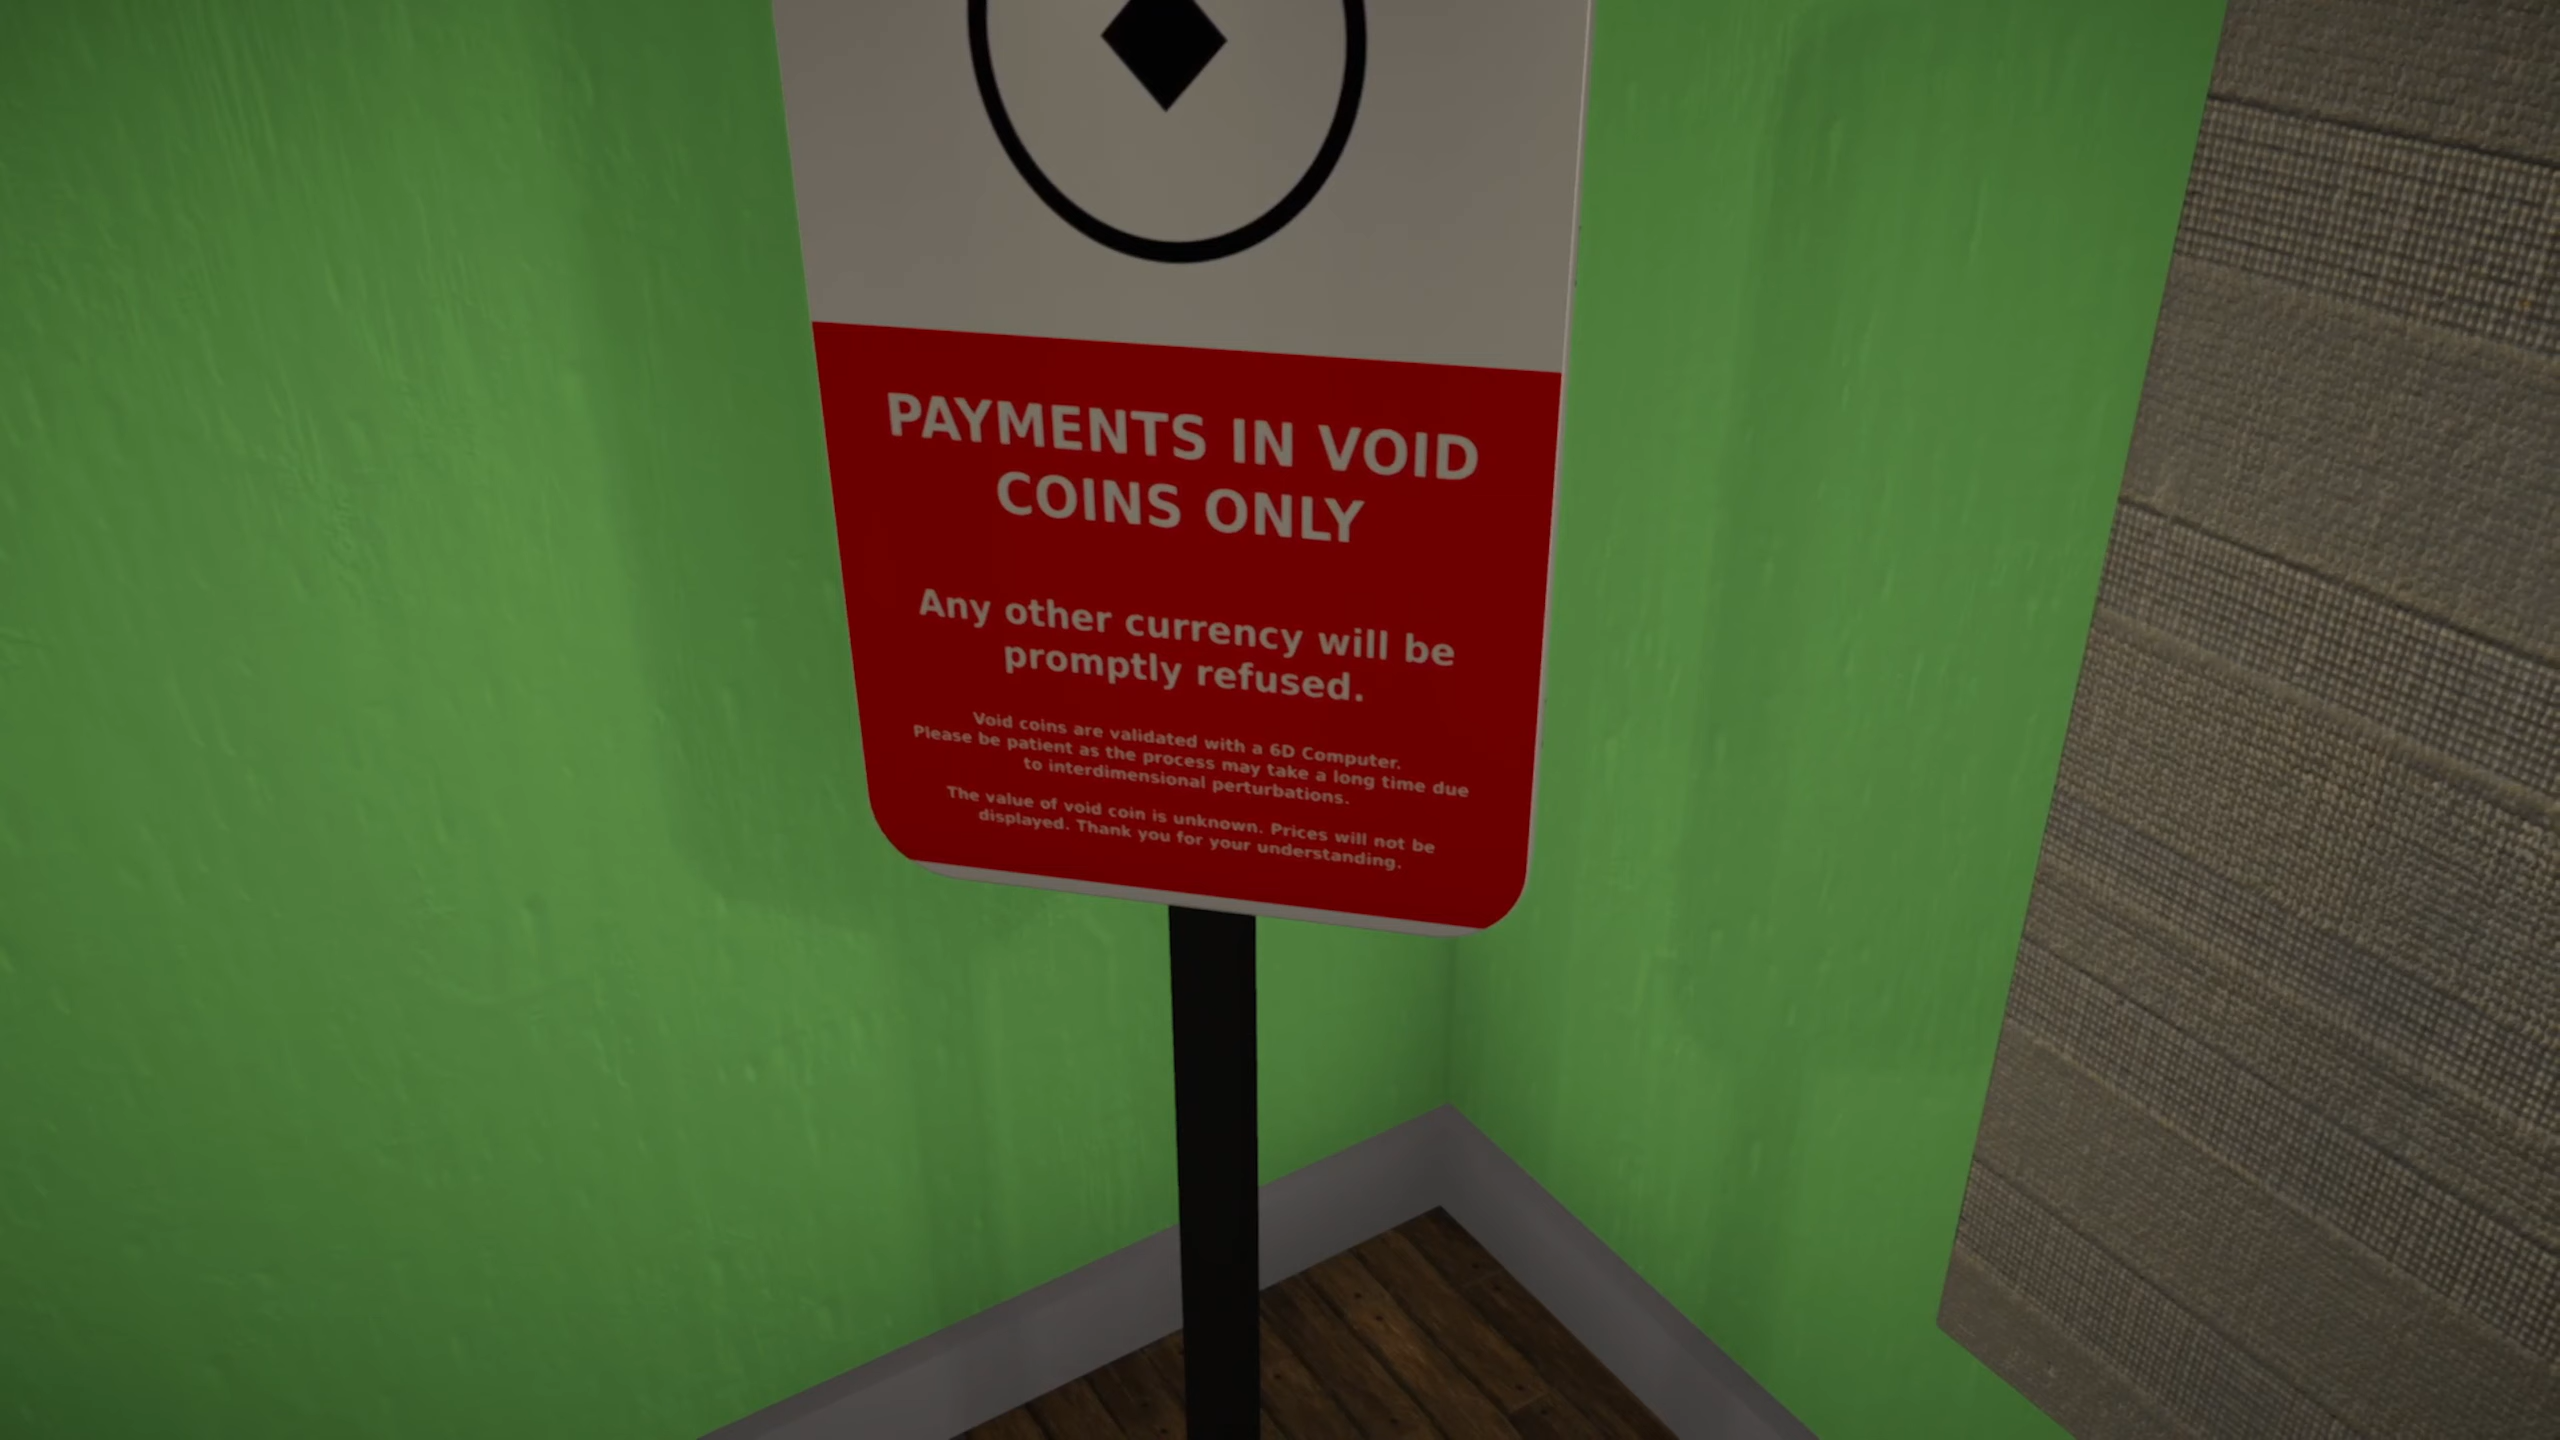 PAYMENTS IN VOID
COINS ONLY
Any other currency will be
promptly refused.
Void coins are validated with a 6D Computer.
Please be patient as the process may take a long time due
to interdimensional perturbations.
The value of void coin is unknown. Prices will not be
displayed. Thank you for your understanding.